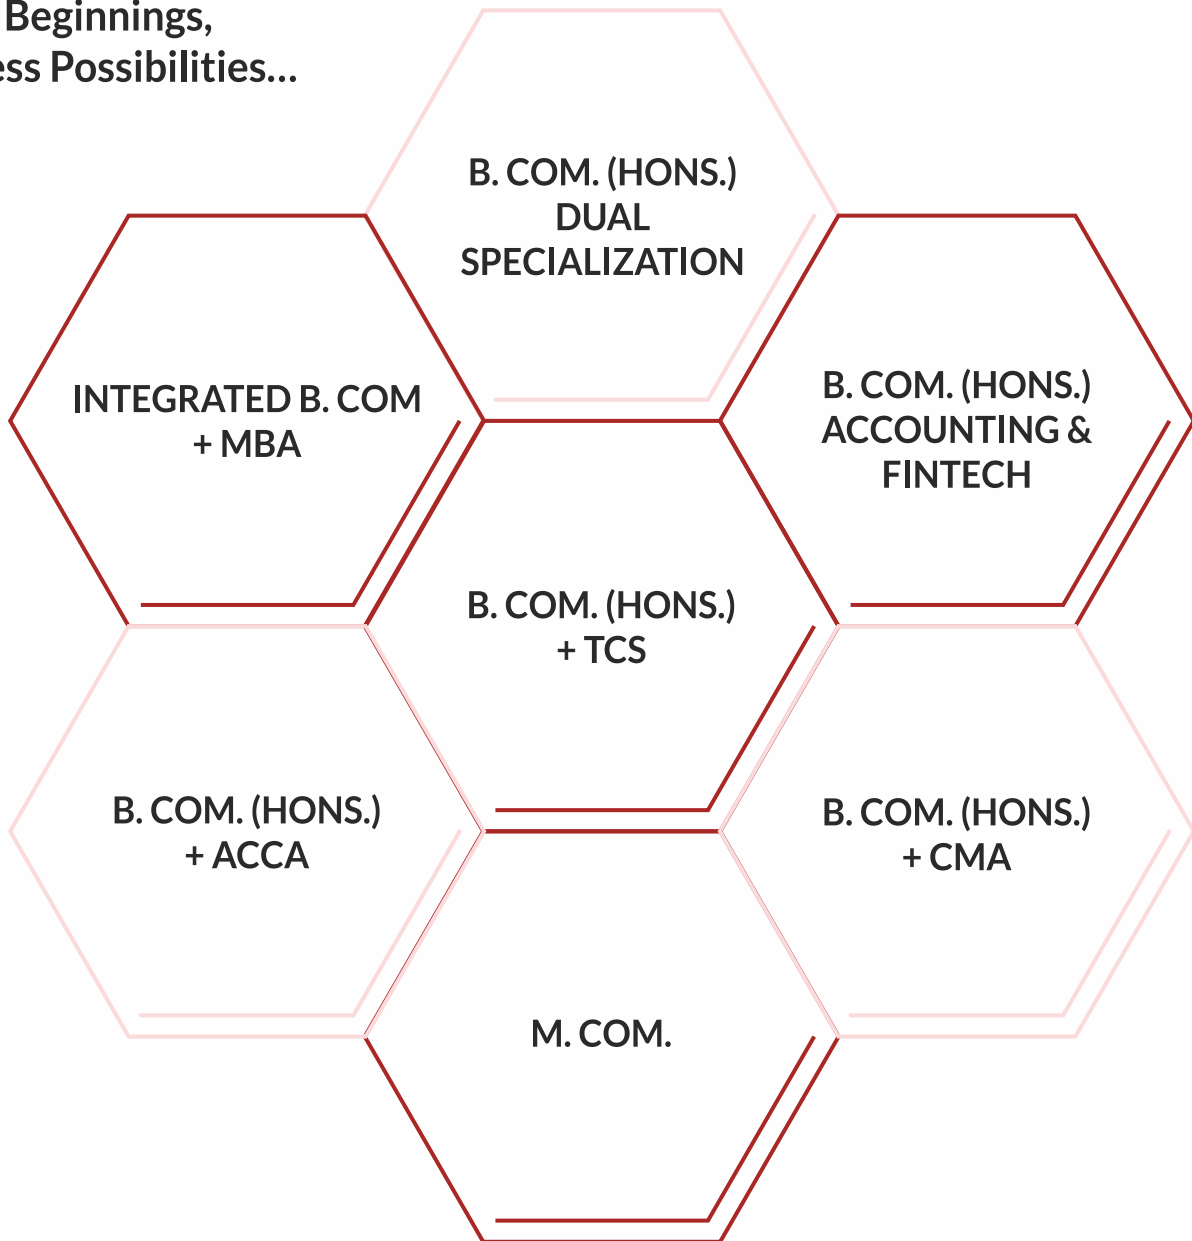 Beginnings,
ess Possibilities...
B. COM. (HONS.)
DUAL
SPECIALIZATION
INTEGRATED B. COM
+ MBA
B. COM. (HONS.)
ACCOUNTING &
FINTECH
B. COM. (HONS.)
+ TCS
B. COM. (HONS.)
+ ACCA
B. COM. (HONS.)
+ CMA
M. COM.